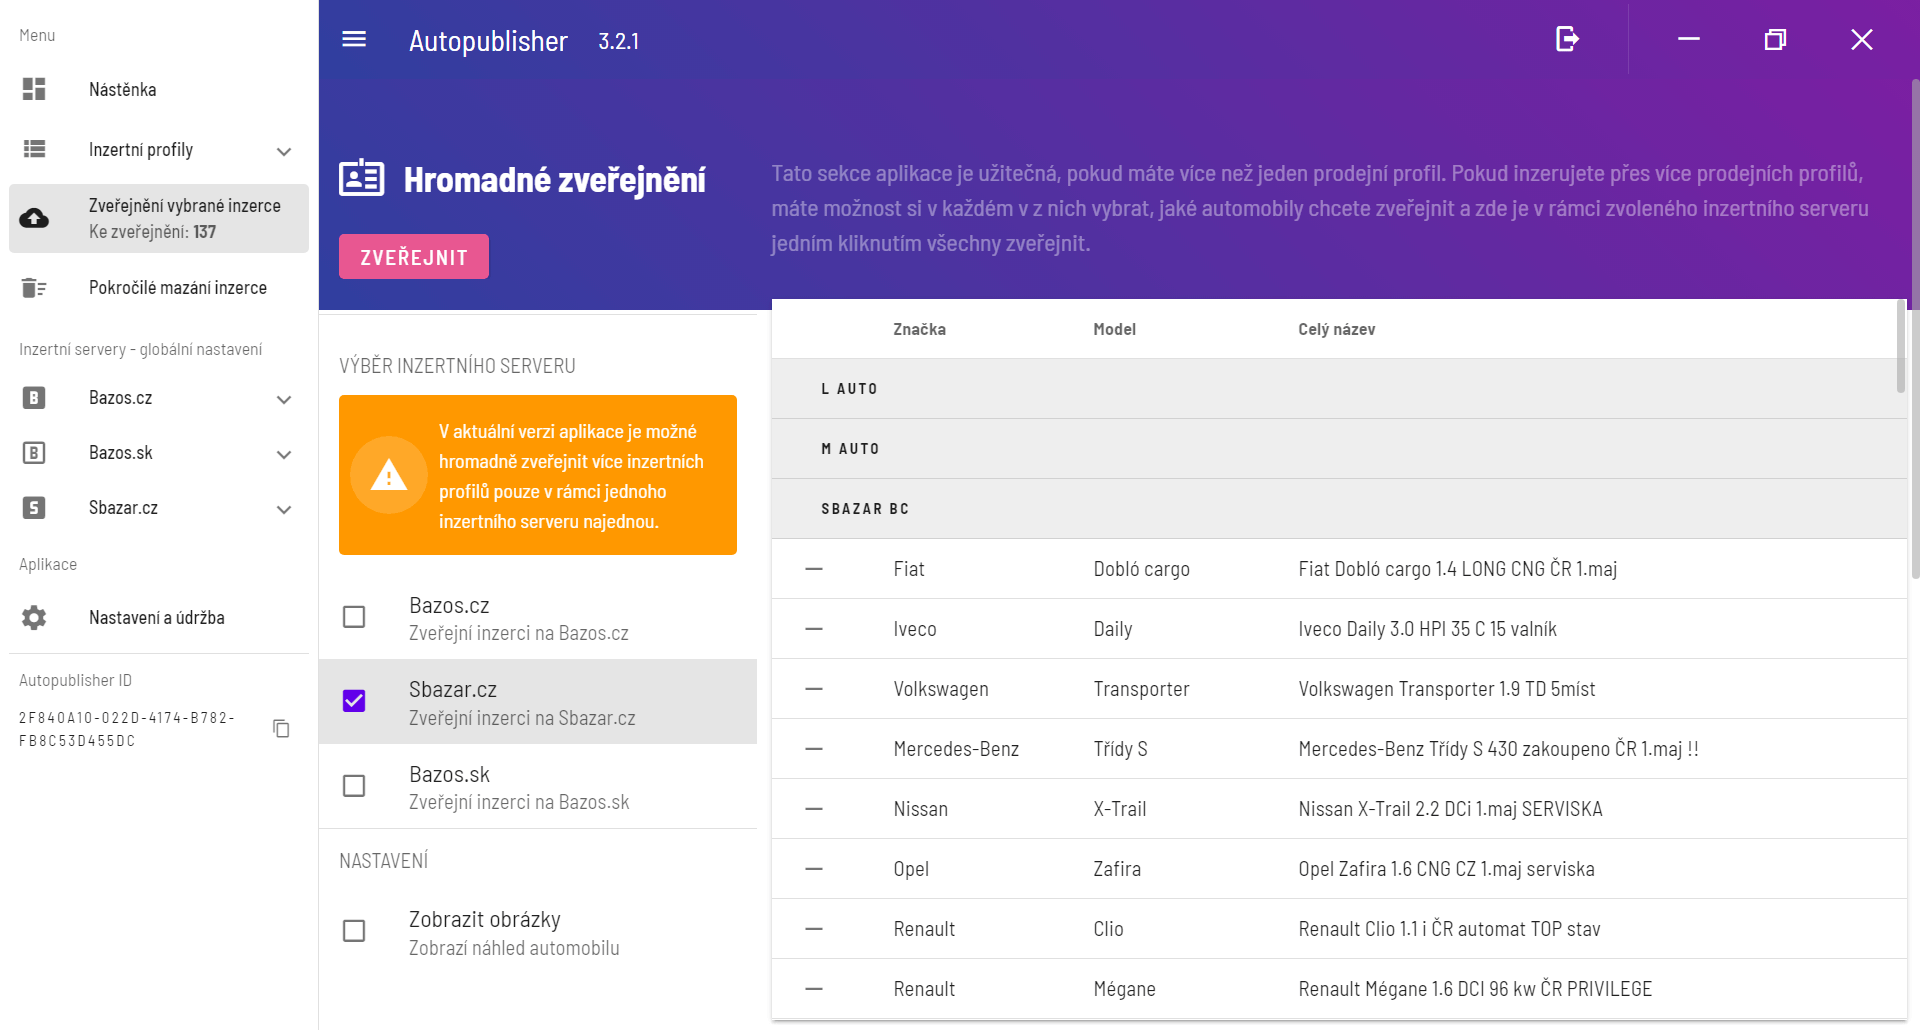 Menu
Nástěnka
Inzertní profily
Zveřejnění vybrané inzerce
Ke zveřejnění: 137
Pokročilé mazání inzerce
Inzertní servery - globální nastavení
B Bazos.cz
B Bazos.sk
S Sbazar.cz
Aplikace
Nastavení a údržba
Autopublisher ID
2F840A10-022D-4174-B782-
FB8C53D455DC
Autopublisher 3.2.1
Hromadné zveřejnění
ZVEŘEJNIT
Tato sekce aplikace je užitečná, pokud máte více než jeden prodejní profil. Pokud inzerujete přes více prodejních profilů,
máte možnost si v každém v z nich vybrat, jaké automobily chcete zveřejnit a zde je v rámci zvoleného inzertního serveru
jedním kliknutím všechny zveřejnit.
VÝBĚR INZERTNÍHO SERVERU
V aktuální verzi aplikace je možné
hromadně zveřejnit více inzertních
profilů pouze v rámci jednoho
inzertního serveru najednou.
Bazos.cz
Zveřejní inzerci na Bazos.cz
Sbazar.cz
Zveřejní inzerci na Sbazar.cz
Bazos.sk
Zveřejní inzerci na Bazos.sk
NASTAVENÍ
Zobrazit obrázky
Zobrazí náhled automobilu
Značka Model Celý název
L AUTO
M AUTO
SBAZAR BC
Fiat Dobló cargo Fiat Dobló cargo 1.4 LONG CNG ČR 1.maj
Iveco Daily Iveco Daily 3.0 HPI 35 C 15 valník
Volkswagen Transporter Volkswagen Transporter 1.9 TD 5míst
Mercedes-Benz Třídy S Mercedes-Benz Třídy S 430 zakoupeno ČR 1.maj !!
Nissan X-Trail Nissan X-Trail 2.2 DCi 1.maj SERVISKA
Opel Zafira Opel Zafira 1.6 CNG CZ 1.maj serviska
Renault Clio Renault Clio 1.1 i ČR automat TOP stav
Renault Mégane Renault Mégane 1.6 DCI 96 kw ČR PRIVILEGE